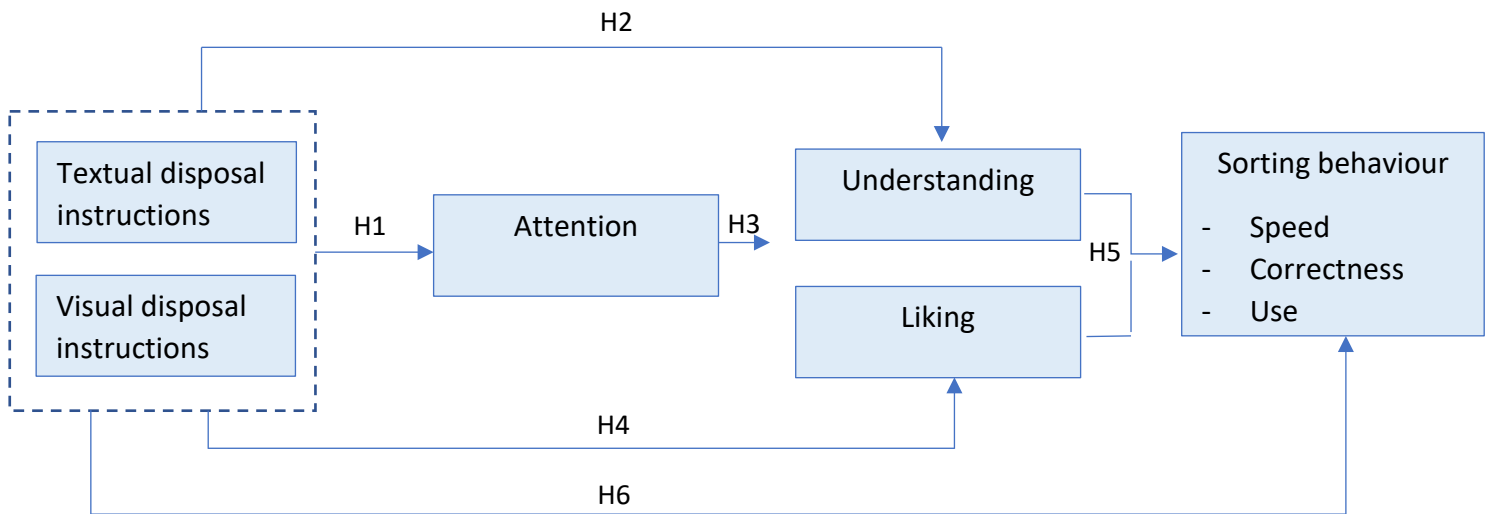 H2
Textual disposal
instructions
Visual disposal
instructions
H1
Attention
H3
Understanding
Liking
H5
Sorting behaviour
- Speed
- Correctness
- Use
H4
H6